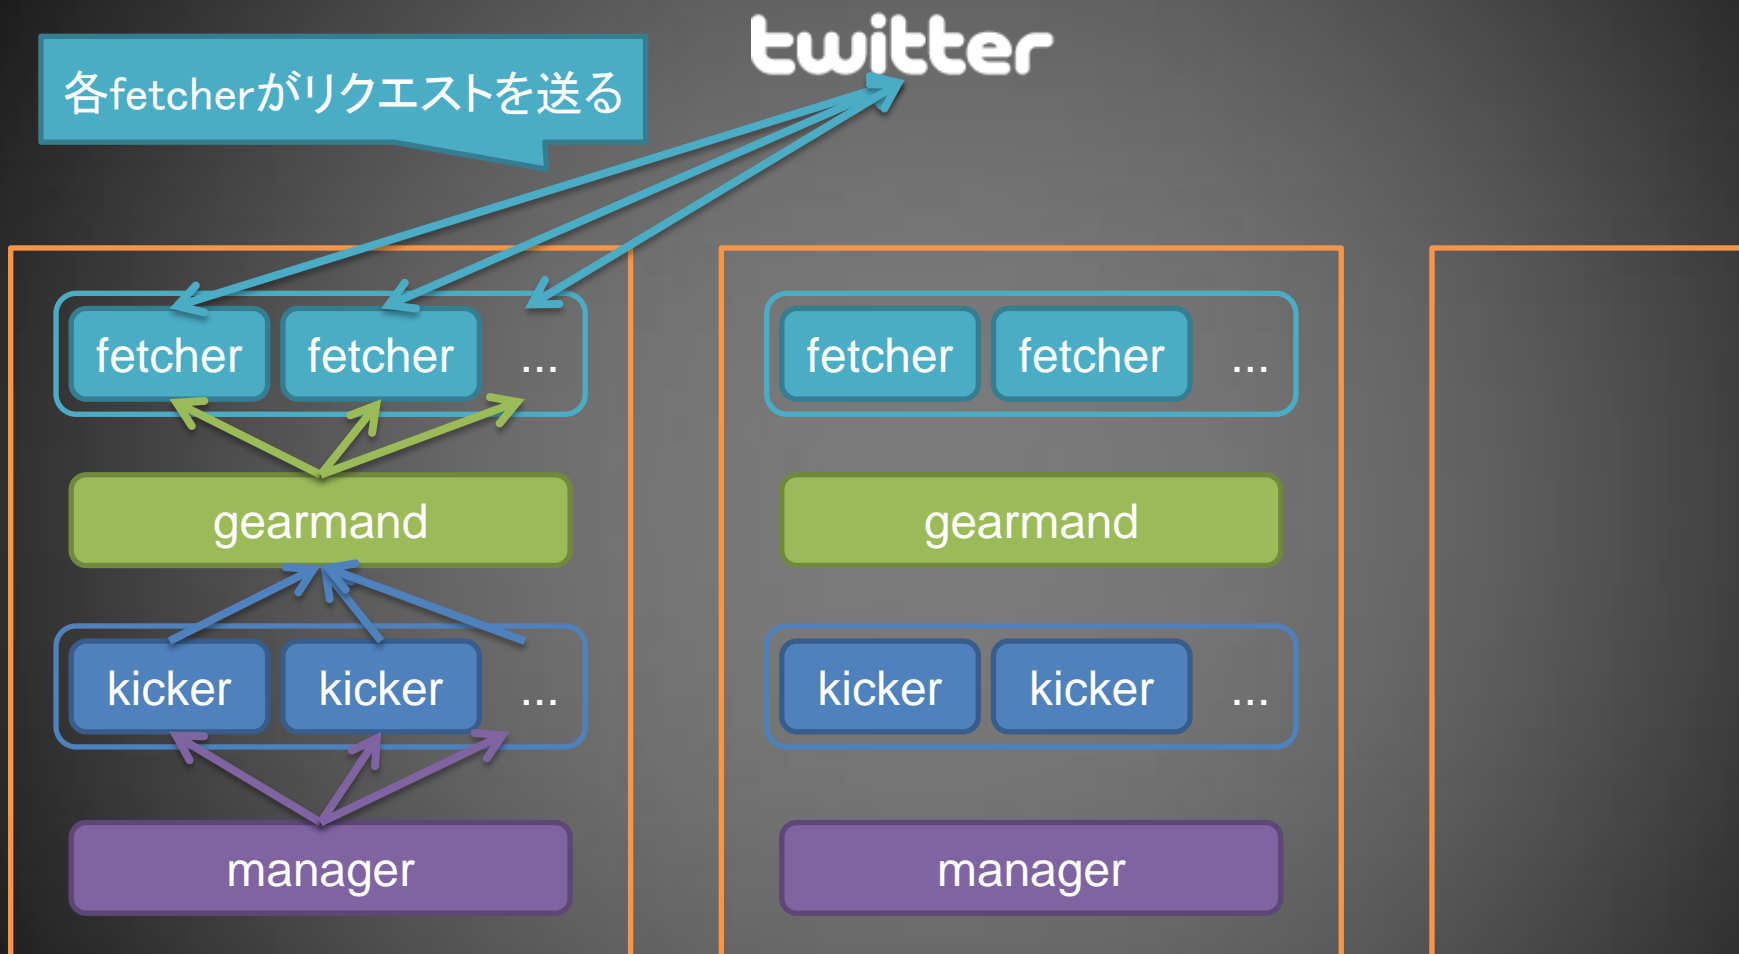 twitter
各fetcherがリクエストを送る
fetcher fetcher ...
gearmand
kicker kicker ...
manager
fetcher fetcher ...
gearmand
kicker kicker ...
manager